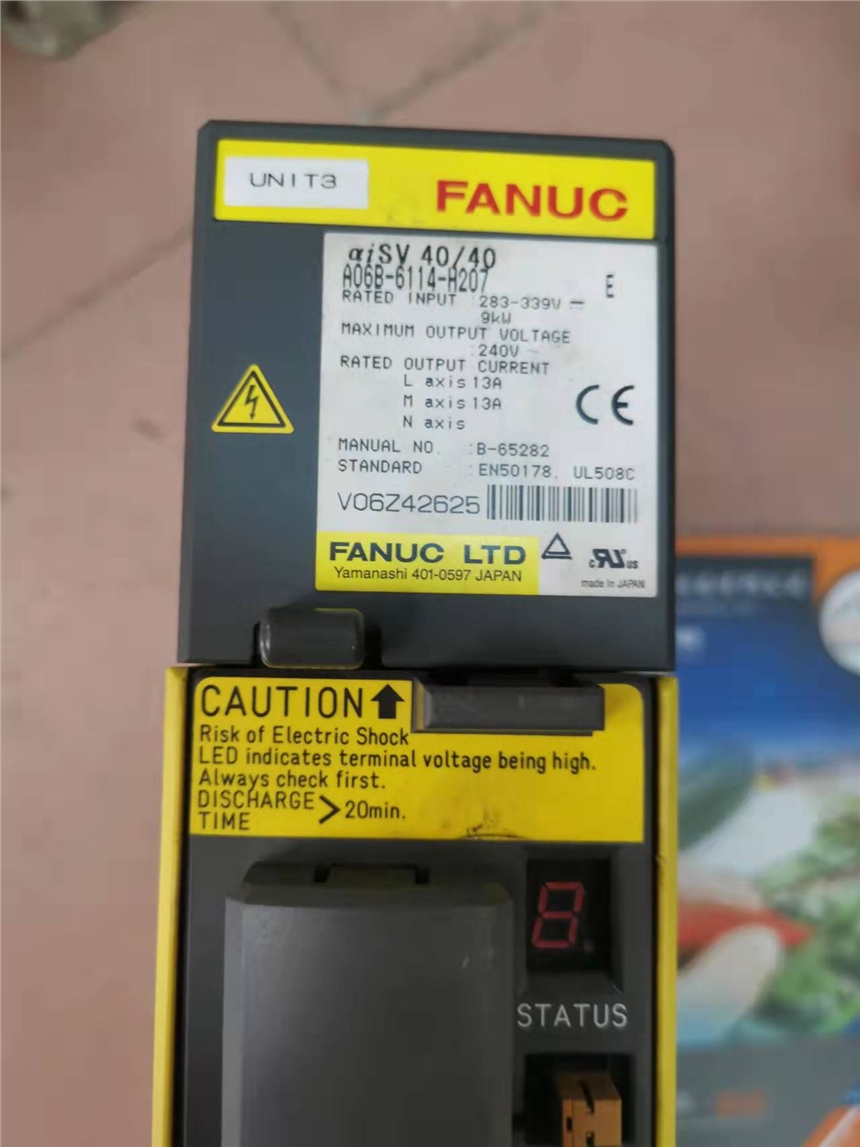 UNIT3
FANUC
αiSV 40/40
A06B-6114-H207
E
RATED INPUT 283-339V ⎓
9kW
MAXIMUM OUTPUT VOLTAGE
:240V ~
RATED OUTPUT CURRENT
L axis 13A
M axis 13A
N axis
CE
MANUAL NO. :B-65282
STANDARD :EN50178, UL508C
V06Z42625
FANUC LTD
Yamanashi 401-0597 JAPAN
c RU us
made in JAPAN
CAUTION
Risk of Electric Shock
LED indicates terminal voltage being high.
Always check first.
DISCHARGE TIME > 20min.
8
STATUS